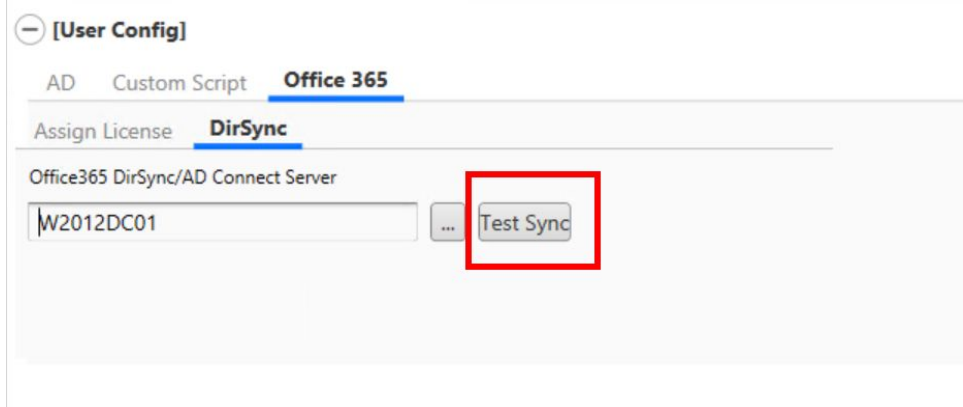 [User Config]
AD Custom Script Office 365
Assign License DirSync
Office365 DirSync/AD Connect Server
W2012DC01 ... Test Sync